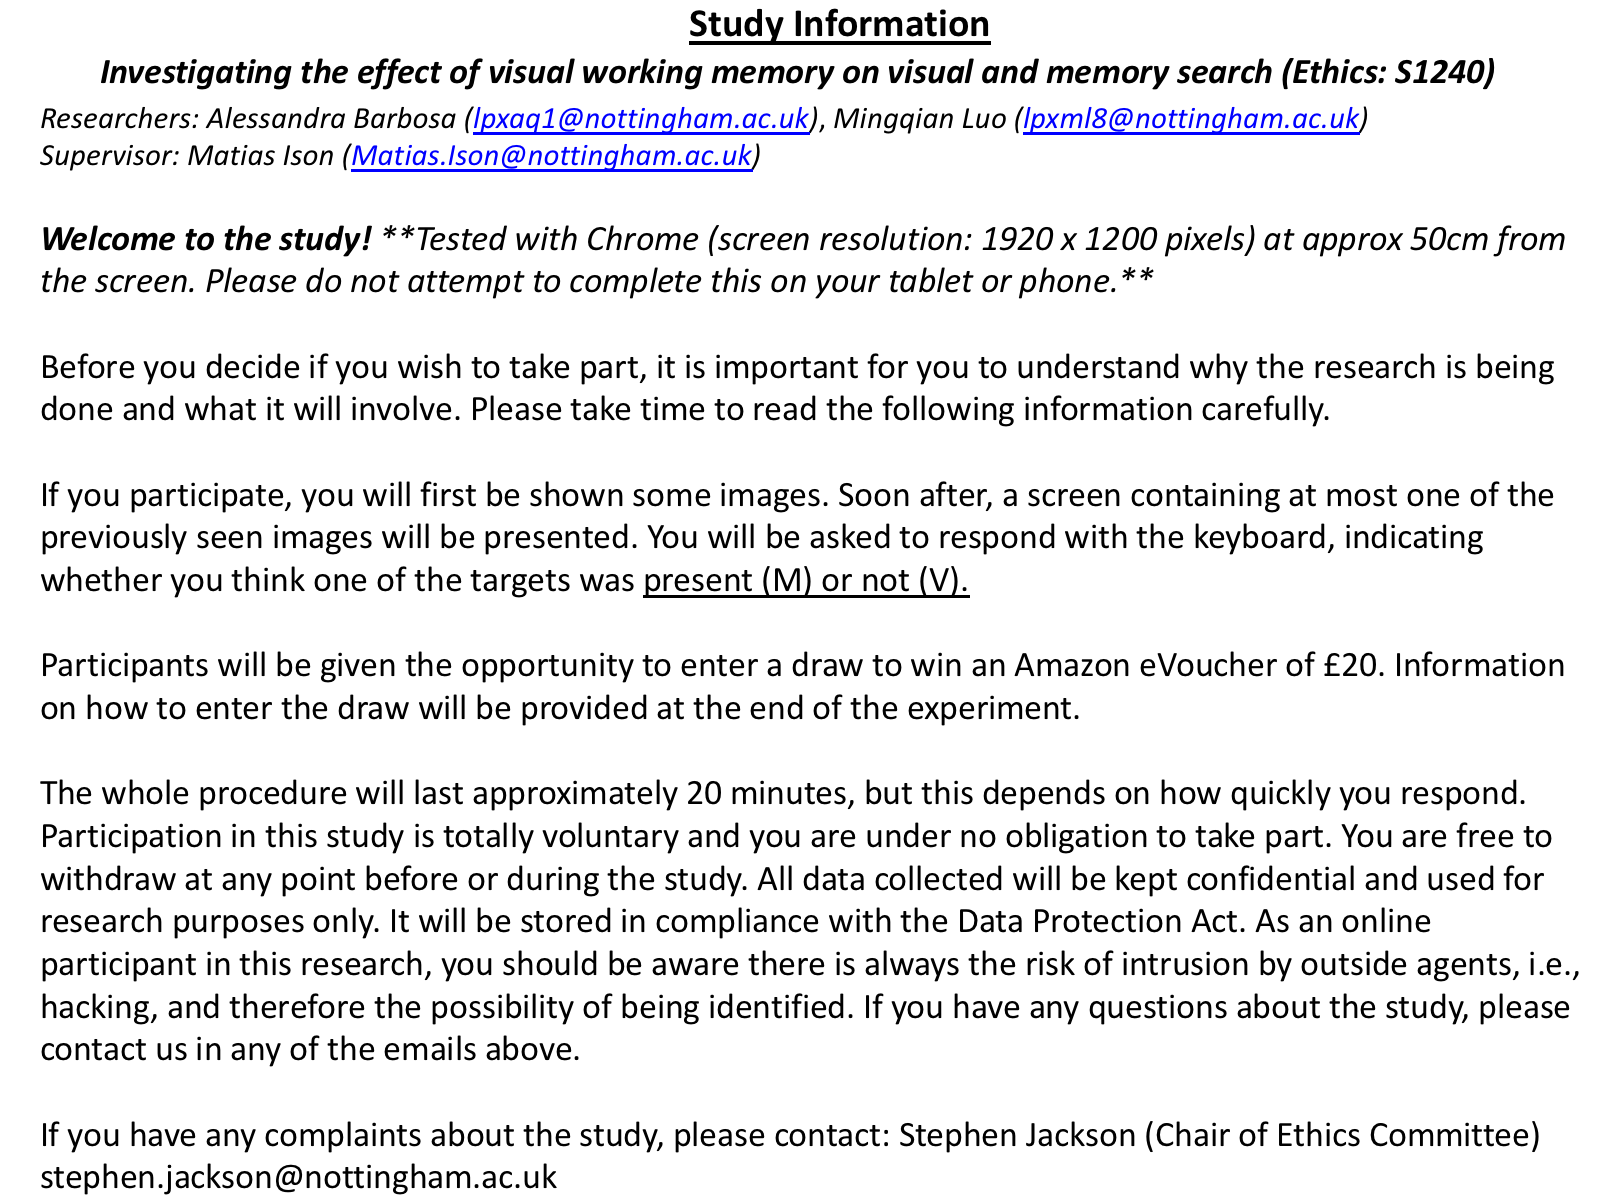 Study Information
Investigating the effect of visual working memory on visual and memory search (Ethics: S1240)
Researchers: Alessandra Barbosa (lpxaq1@nottingham.ac.uk), Mingqian Luo (lpxml8@nottingham.ac.uk)
Supervisor: Matias Ison (Matias.Ison@nottingham.ac.uk)
Welcome to the study! **Tested with Chrome (screen resolution: 1920 x 1200 pixels) at approx 50cm from
the screen. Please do not attempt to complete this on your tablet or phone.**
Before you decide if you wish to take part, it is important for you to understand why the research is being
done and what it will involve. Please take time to read the following information carefully.
If you participate, you will first be shown some images. Soon after, a screen containing at most one of the
previously seen images will be presented. You will be asked to respond with the keyboard, indicating
whether you think one of the targets was present (M) or not (V).
Participants will be given the opportunity to enter a draw to win an Amazon eVoucher of £20. Information
on how to enter the draw will be provided at the end of the experiment.
The whole procedure will last approximately 20 minutes, but this depends on how quickly you respond.
Participation in this study is totally voluntary and you are under no obligation to take part. You are free to
withdraw at any point before or during the study. All data collected will be kept confidential and used for
research purposes only. It will be stored in compliance with the Data Protection Act. As an online
participant in this research, you should be aware there is always the risk of intrusion by outside agents, i.e.,
hacking, and therefore the possibility of being identified. If you have any questions about the study, please
contact us in any of the emails above.
If you have any complaints about the study, please contact: Stephen Jackson (Chair of Ethics Committee)
stephen.jackson@nottingham.ac.uk